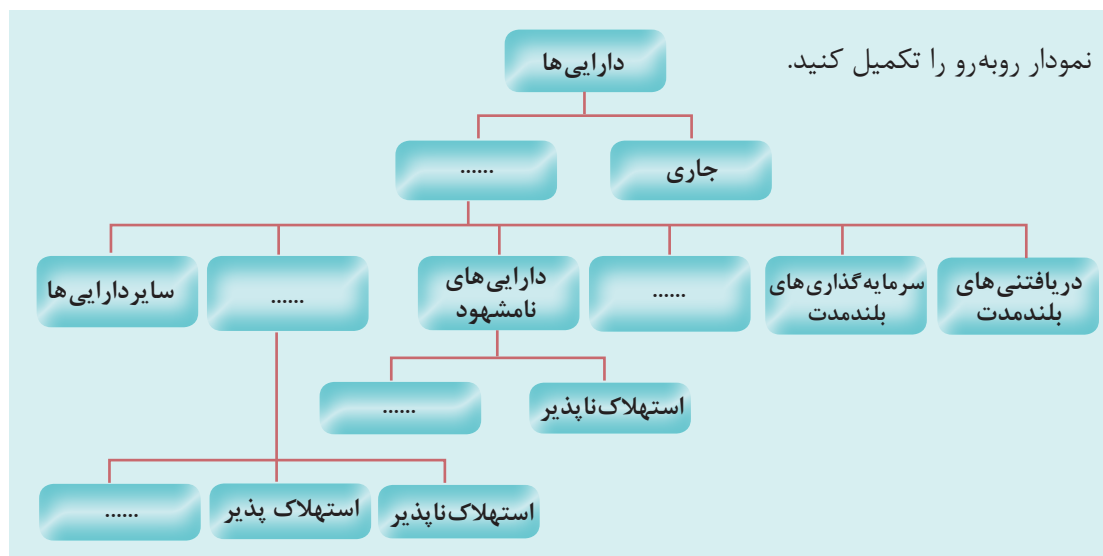 نمودار روبه‌رو را تکمیل کنید.
دارایی‌ها
جاری
......
دریافتنی‌های
بلندمدت
سرمایه‌گذاری‌های
بلندمدت
......
دارایی‌های
نامشهود
......
سایردارایی‌ها
استهلاک‌ناپذیر
......
استهلاک‌ناپذیر
استهلاک پذیر
......